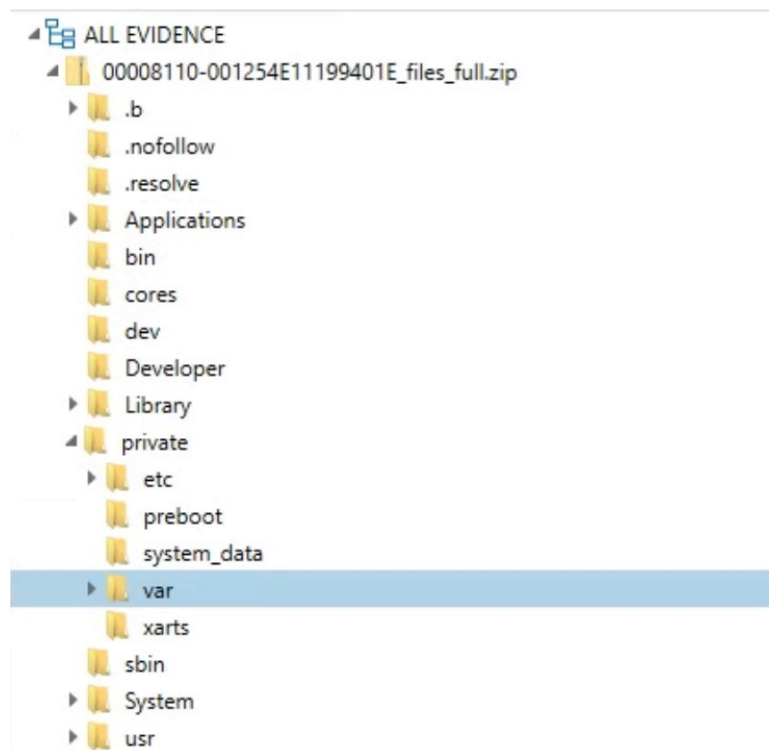 ALL EVIDENCE
00008110-001254E11199401E_files_full.zip
.b
.nofollow
.resolve
Applications
bin
cores
dev
Developer
Library
private
etc
preboot
system_data
var
xarts
sbin
System
usr